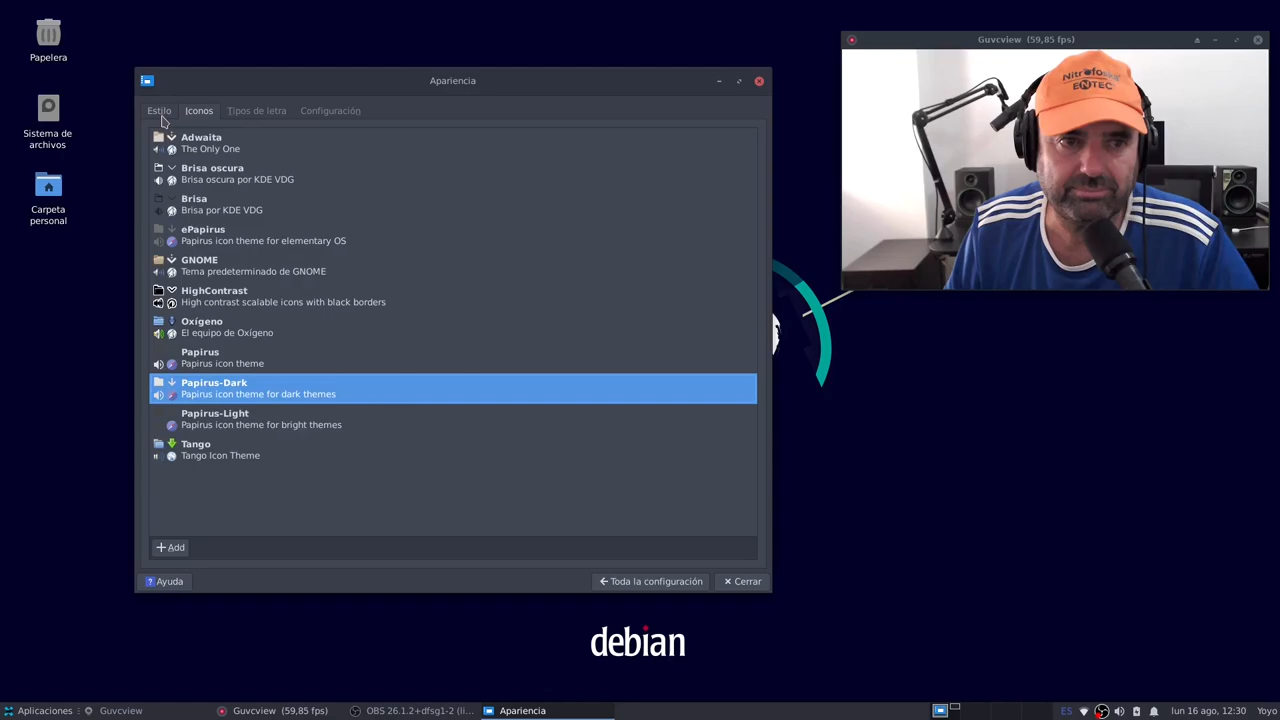 Papelera
Sistema de
archivos
Carpeta
personal
Apariencia
Estilo
Iconos
Tipos de letra
Configuración
Adwaita
The Only One
Brisa oscura
Brisa oscura por KDE VDG
Brisa
Brisa por KDE VDG
ePapirus
Papirus icon theme for elementary OS
GNOME
Tema predeterminado de GNOME
HighContrast
High contrast scalable icons with black borders
Oxígeno
El equipo de Oxígeno
Papirus
Papirus icon theme
Papirus-Dark
Papirus icon theme for dark themes
Papirus-Light
Papirus icon theme for bright themes
Tango
Tango Icon Theme
Add
Ayuda
Toda la configuración
Cerrar
Guvcview (59,85 fps)
ENTEC
debian
Aplicaciones
Guvcview
Guvcview (59,85 fps)
OBS 26.1.2+dfsg1-2 (li...
Apariencia
ES
lun 16 ago, 12:30
Yoyo